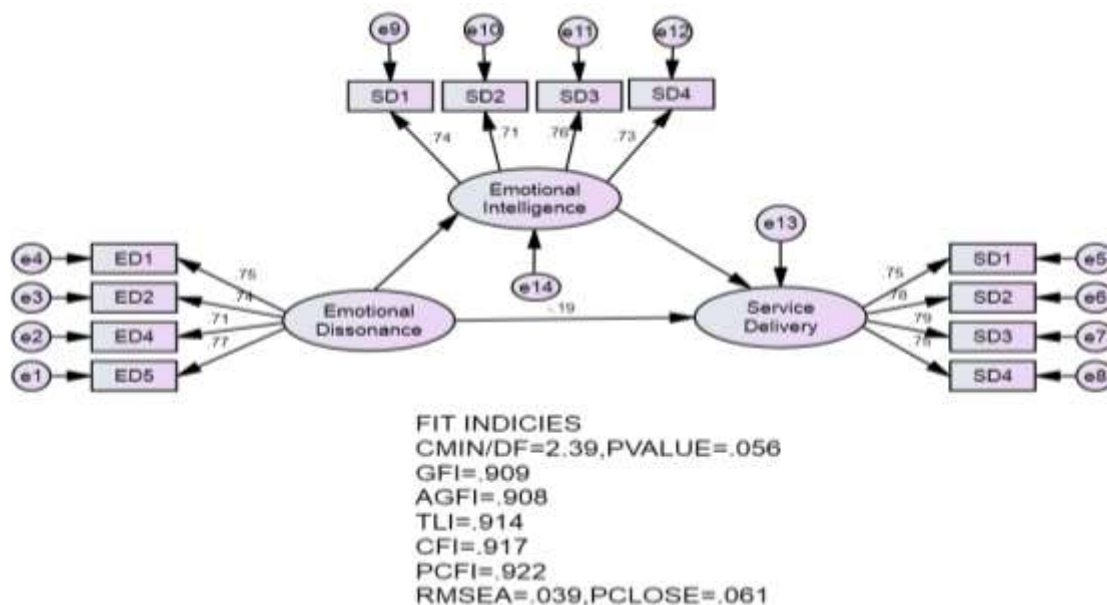 e9 e10 e11 e12
SD1 SD2 SD3 SD4
.74 .71 .76 .73
Emotional
Intelligence
e13
e4 ED1 .75
e3 ED2 .74
e2 ED4 .71
e1 ED5 .77
Emotional
Dissonance
e14
-.19
Service
Delivery
.75 SD1 e5
.78 SD2 e6
.79 SD3 e7
SD4 e8
FIT INDICIES
CMIN/DF=2.39,PVALUE=.056
GFI=.909
AGFI=.908
TLI=.914
CFI=.917
PCFI=.922
RMSEA=.039,PCLOSE=.061